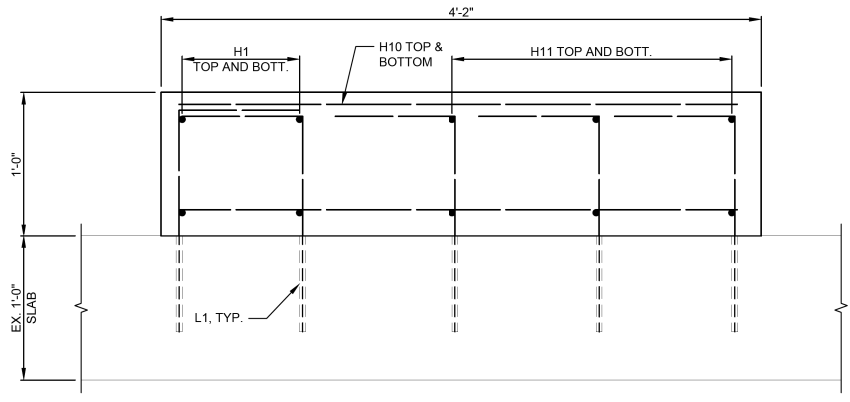 4'-2"
H1
TOP AND BOTT.
H10 TOP &
BOTTOM
H11 TOP AND BOTT.
1'-0"
EX. 1'-0"
SLAB
L1, TYP.